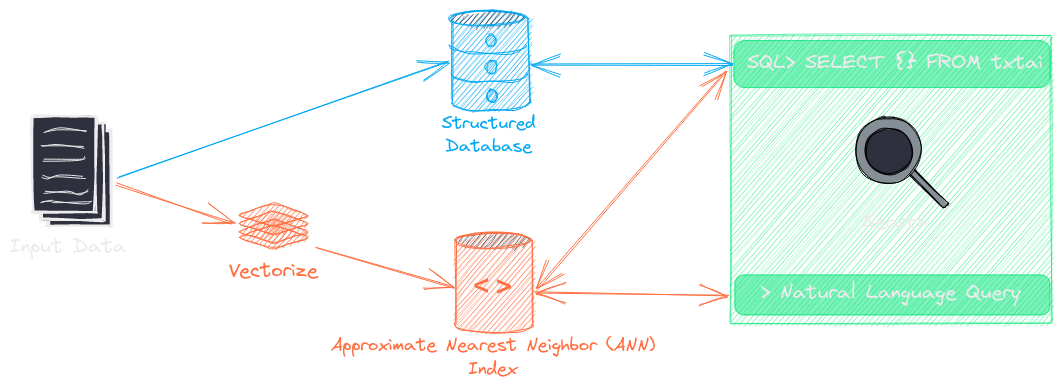 SQL> SELECT {} FROM txtai
Structured
Database
Input Data
Vectorize
< >
> Natural Language Query
Approximate Nearest Neighbor (ANN)
Index